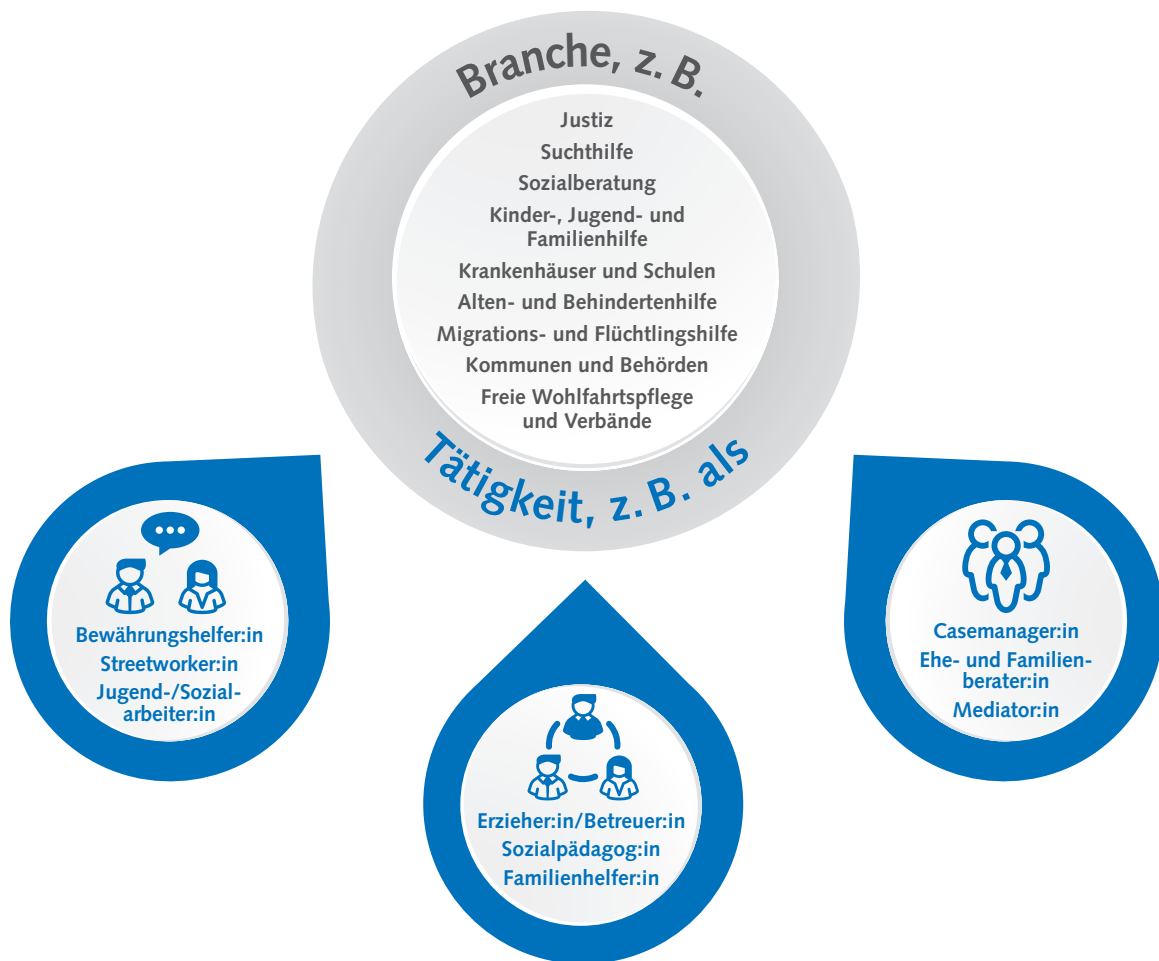 Branche, z. B.
Justiz
Suchthilfe
Sozialberatung
Kinder-, Jugend- und
Familienhilfe
Krankenhäuser und Schulen
Alten- und Behindertenhilfe
Migrations- und Flüchtlingshilfe
Kommunen und Behörden
Freie Wohlfahrtspflege
und Verbände
Tätigkeit, z. B. als
Bewährungshelfer:in
Streetworker:in
Jugend-/Sozial-
arbeiter:in
Erzieher:in/Betreuer:in
Sozialpädagog:in
Familienhelfer:in
Casemanager:in
Ehe- und Familien-
berater:in
Mediator:in